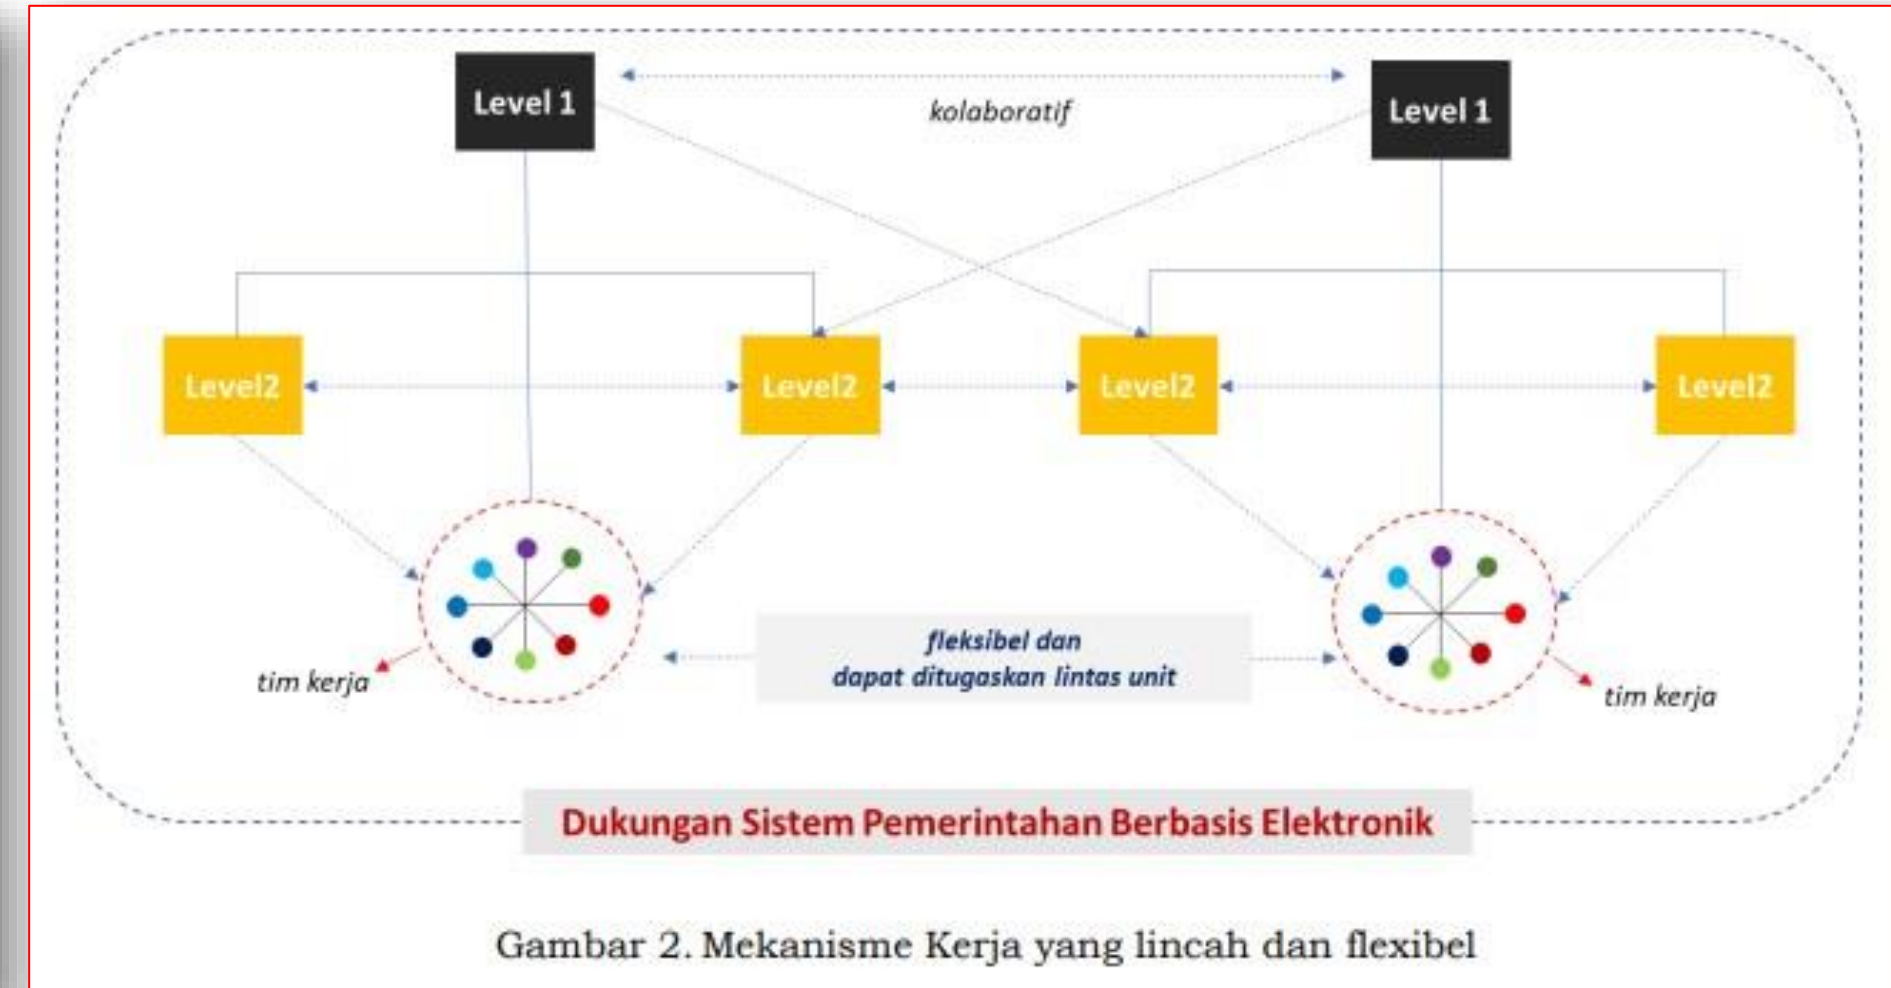 Level 1
kolaboratif
Level 1
Level2
Level2
Level2
Level2
fleksibel dan
dapat ditugaskan lintas unit
tim kerja
tim kerja
Dukungan Sistem Pemerintahan Berbasis Elektronik
Gambar 2. Mekanisme Kerja yang lincah dan flexibel